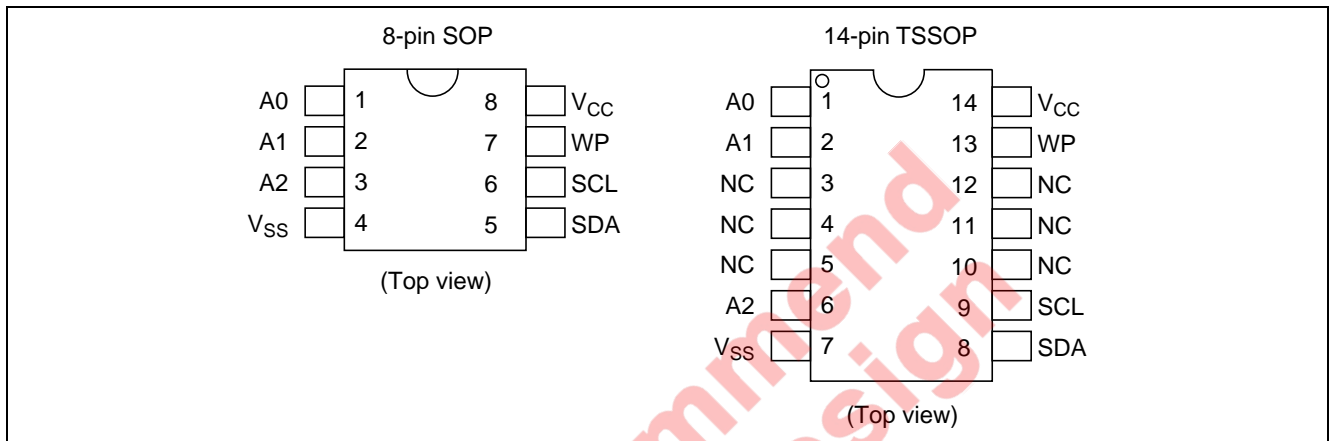 8-pin SOP
A0 1 8 VCC
A1 2 7 WP
A2 3 6 SCL
VSS 4 5 SDA
(Top view)
14-pin TSSOP
A0 1 14 VCC
A1 2 13 WP
NC 3 12 NC
NC 4 11 NC
NC 5 10 NC
A2 6 9 SCL
VSS 7 8 SDA
(Top view)